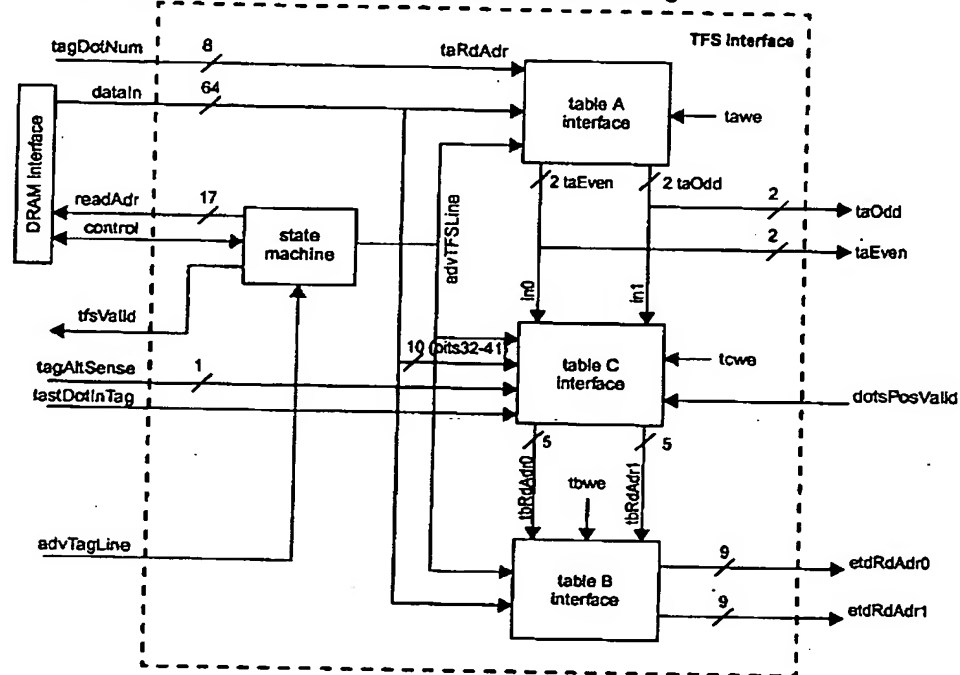 TFS Interface
tagDotNum
8
taRdAdr
dataIn
64
table A
interface
tawe
DRAM Interface
2 taEven
2 taOdd
readAdr
17
2
taOdd
control
state
machine
advTFSLine
2
taEven
in0
in1
tfsValid
10 (bits32-41)
table C
interface
tcwe
tagAltSense
1
lastDotInTag
dotsPosValid
5
5
tbRdAdr0
tbwe
tbRdAdr1
advTagLine
table B
interface
9
etdRdAdr0
9
etdRdAdr1